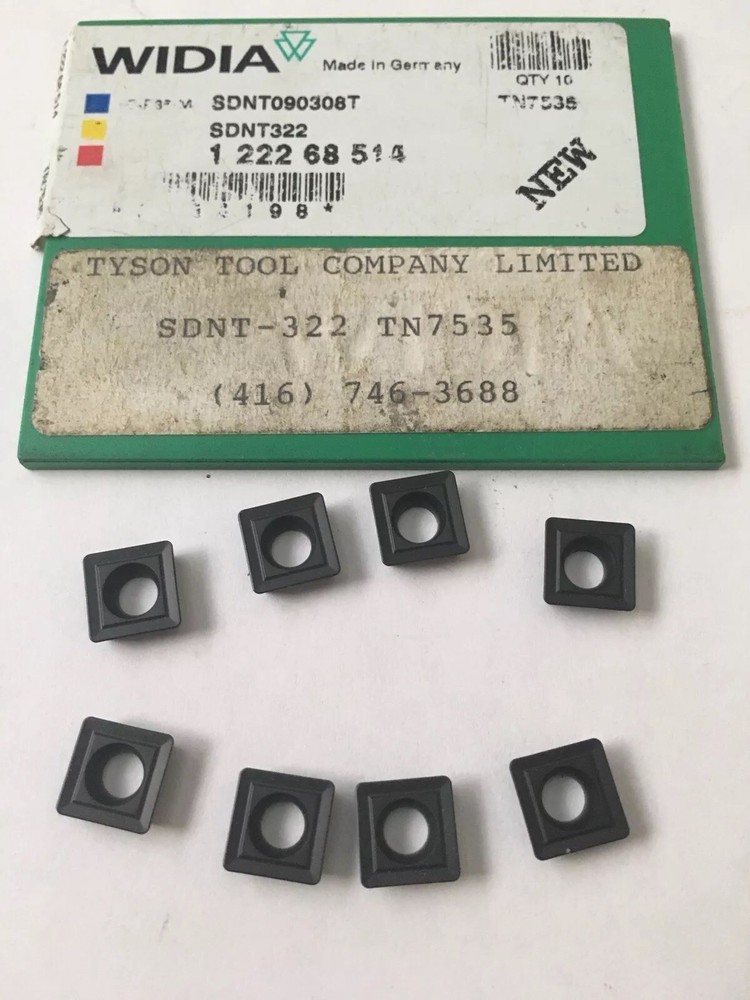 WIDIA Made in Germany
QTY 10
SDNT090308T TN7535
SDNT322
1 222 68 514
NEW
198*
TYSON TOOL COMPANY LIMITED
SDNT-322 TN7535
(416) 746-3688